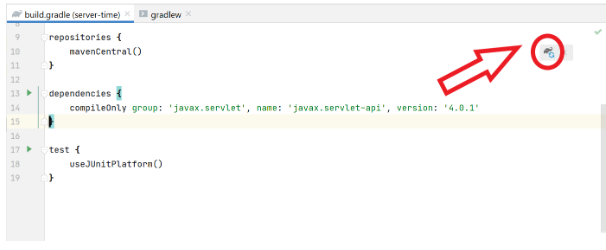 build.gradle (server-time) gradlew
9 repositories {
10 mavenCentral()
11 }
12
13 dependencies {
14 compileOnly group: 'javax.servlet', name: 'javax.servlet-api', version: '4.0.1'
15 }
16
17 test {
18 useJUnitPlatform()
19 }